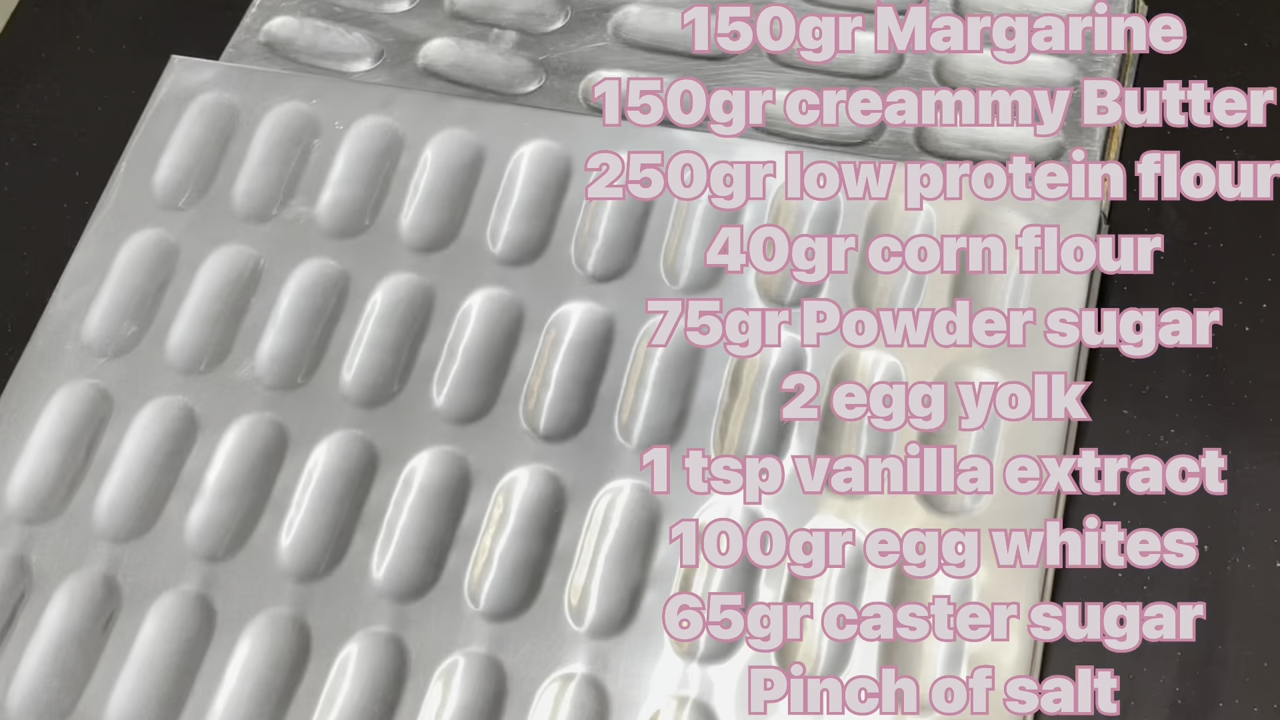 150gr Margarine
150gr creammy Butter
250gr low protein flour
40gr corn flour
75gr Powder sugar
2 egg yolk
1 tsp vanilla extract
100gr egg whites
65gr caster sugar
Pinch of salt